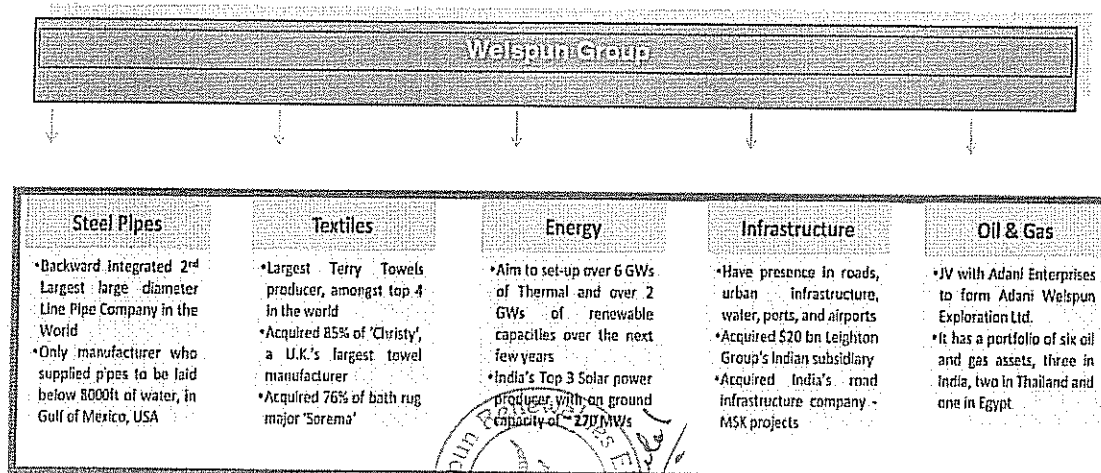 Welspun Group
Steel Pipes
•Backward integrated 2nd
Largest large diameter
Line Pipe Company in the
World
•Only manufacturer who
supplied pipes to be laid
below 8000ft of water, in
Gulf of Mexico, USA
Textiles
•Largest Terry Towels
producer, amongst top 4
in the world
•Acquired 85% of 'Christy',
a U.K.'s largest towel
manufacturer
•Acquired 76% of bath rug
major 'Sorema'
Energy
•Aim to set-up over 6 GWs
of Thermal and over 2
GWs of renewable
capacities over the next
few years
•India's Top 3 Solar power
producer with on ground
capacity of ~270 MWs
Infrastructure
•Have presence in roads,
urban infrastructure,
water, ports, and airports
•Acquired $20 bn Leighton
Group's Indian subsidiary
•Acquired India's road
infrastructure company -
MSK projects
Oil & Gas
•JV with Adani Enterprises
to form Adani Welspun
Exploration Ltd.
•It has a portfolio of six oil
and gas assets, three in
India, two in Thailand and
one in Egypt